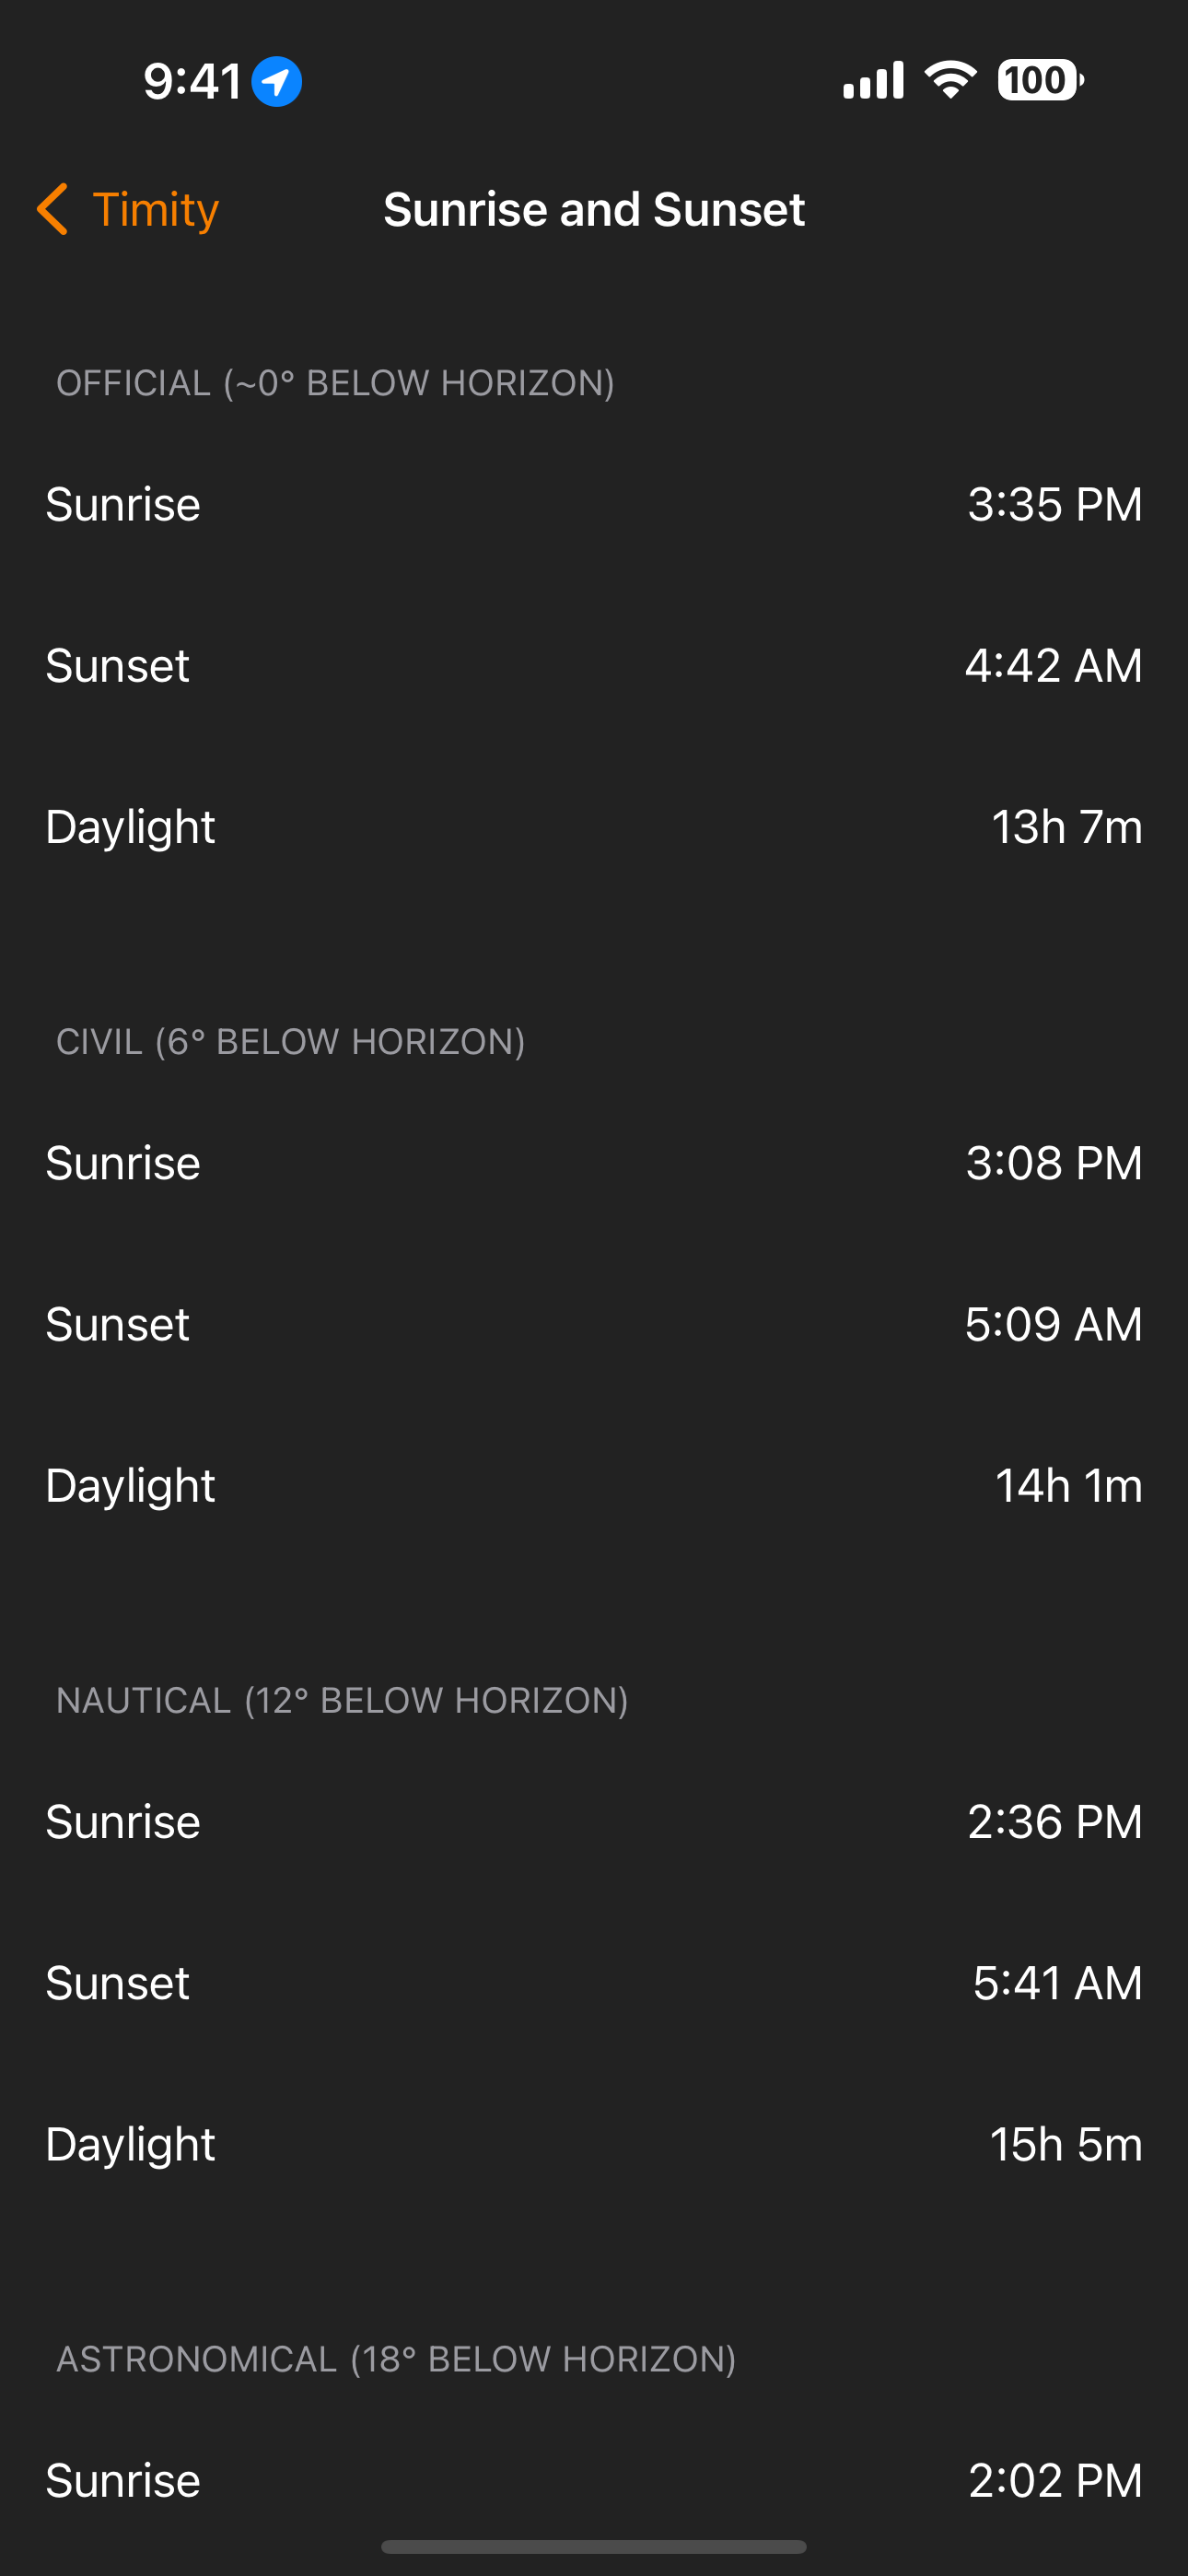 9:41
100
Timity
Sunrise and Sunset
OFFICIAL (~0° BELOW HORIZON)
Sunrise 3:35 PM
Sunset 4:42 AM
Daylight 13h 7m
CIVIL (6° BELOW HORIZON)
Sunrise 3:08 PM
Sunset 5:09 AM
Daylight 14h 1m
NAUTICAL (12° BELOW HORIZON)
Sunrise 2:36 PM
Sunset 5:41 AM
Daylight 15h 5m
ASTRONOMICAL (18° BELOW HORIZON)
Sunrise 2:02 PM